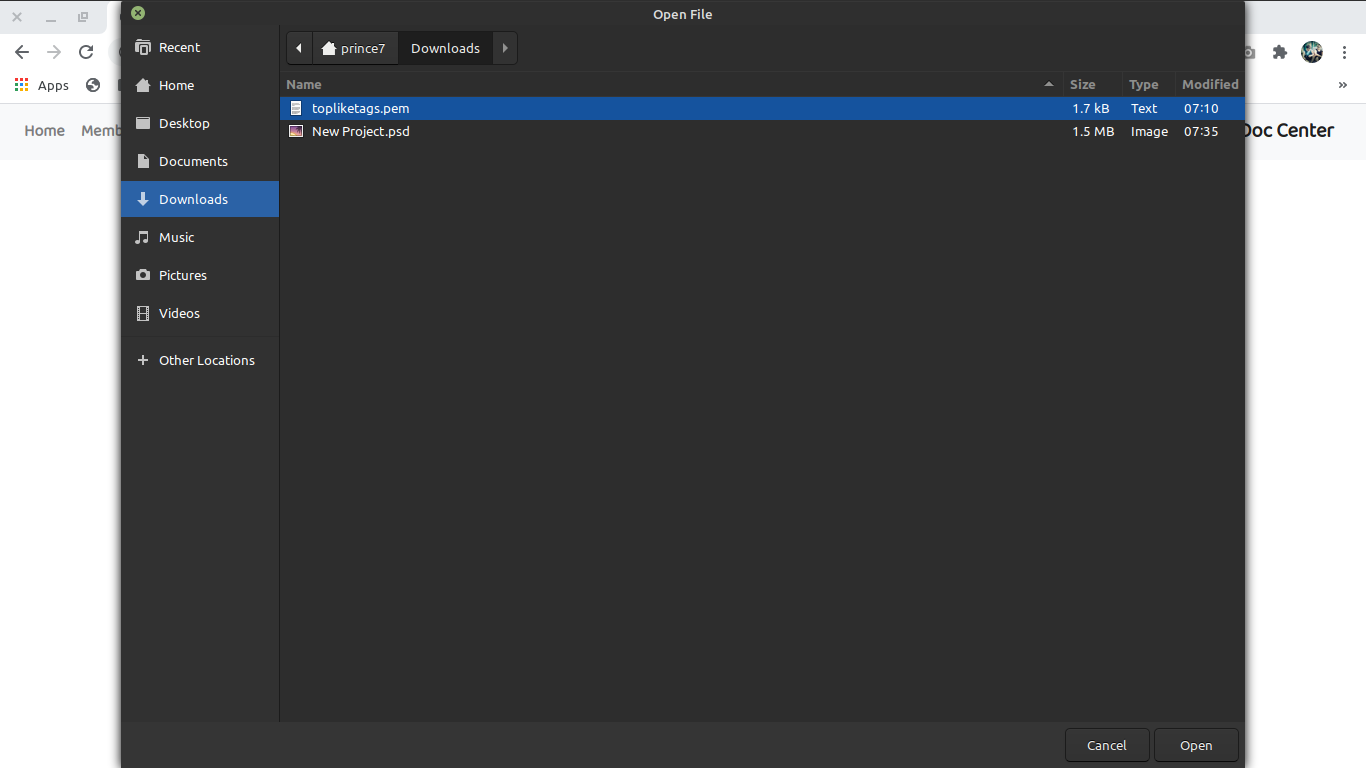 Open File
Recent
Home
Desktop
Documents
Downloads
Music
Pictures
Videos
Other Locations
prince7 Downloads
Name Size Type Modified
topliketags.pem 1.7 kB Text 07:10
New Project.psd 1.5 MB Image 07:35
Cancel Open
Apps
»
Home Memb
Doc Center